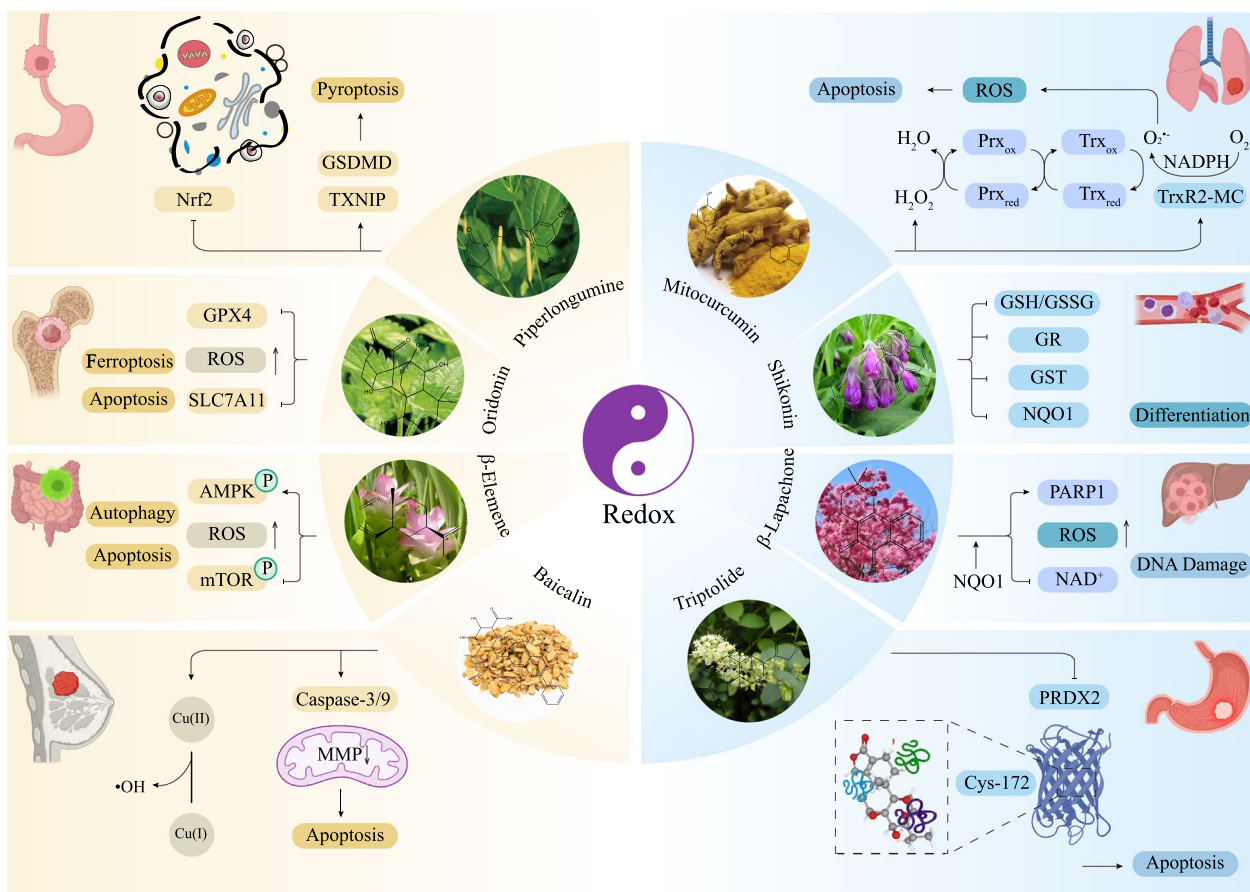 Pyroptosis
GSDMD
TXNIP
Nrf2
Piperlongumine
Apoptosis
ROS
H₂O
Prxₒₓ
Trxₒₓ
O₂•-
O₂
NADPH
H₂O₂
Prx_red
Trx_red
TrxR2-MC
Mitocurcumin
GPX4
Ferroptosis
ROS
Apoptosis
SLC7A11
Oridonin
GSH/GSSG
GR
GST
NQO1
Differentiation
Shikonin
Redox
AMPK
P
Autophagy
ROS
Apoptosis
mTOR
P
β-Elemene
PARP1
ROS
NAD⁺
NQO1
DNA Damage
β-Lapachone
Baicalin
Cu(II)
•OH
Cu(I)
Caspase-3/9
MMP
Apoptosis
Triptolide
PRDX2
Cys-172
Apoptosis